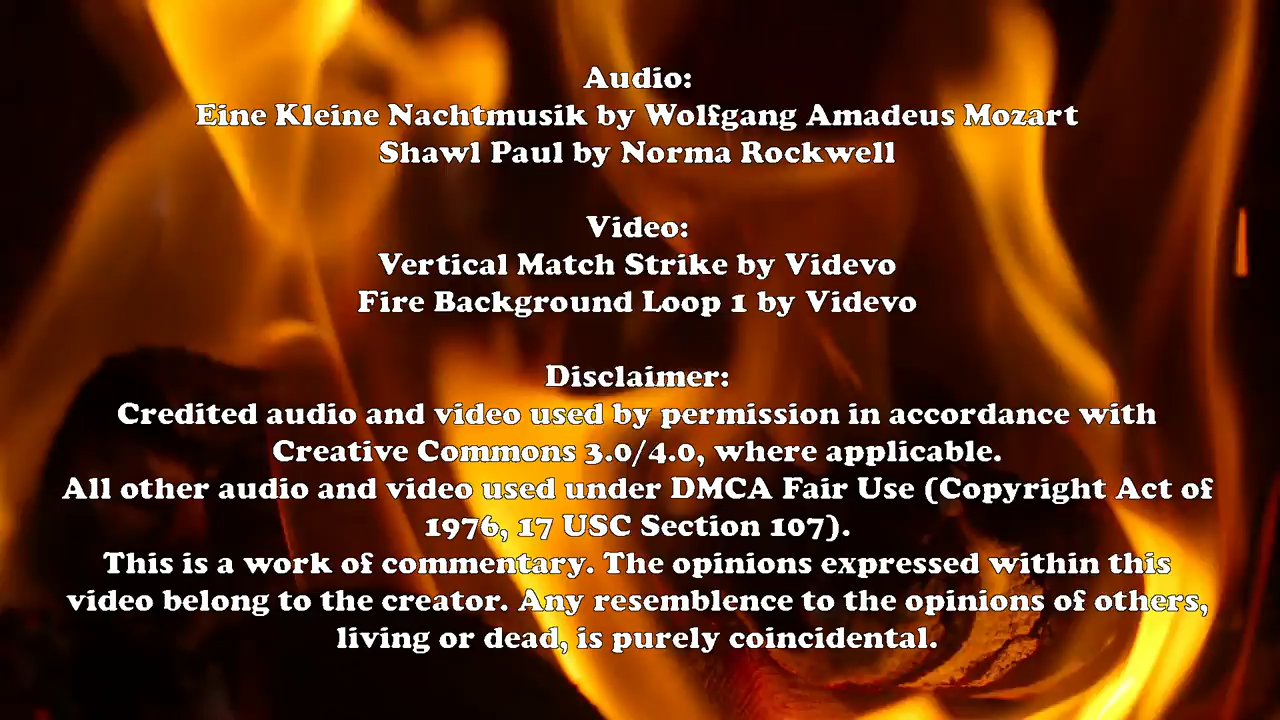 Audio:
Eine Kleine Nachtmusik by Wolfgang Amadeus Mozart
Shawl Paul by Norma Rockwell
Video:
Vertical Match Strike by Videvo
Fire Background Loop 1 by Videvo
Disclaimer:
Credited audio and video used by permission in accordance with
Creative Commons 3.0/4.0, where applicable.
All other audio and video used under DMCA Fair Use (Copyright Act of
1976, 17 USC Section 107).
This is a work of commentary. The opinions expressed within this
video belong to the creator. Any resemblence to the opinions of others,
living or dead, is purely coincidental.